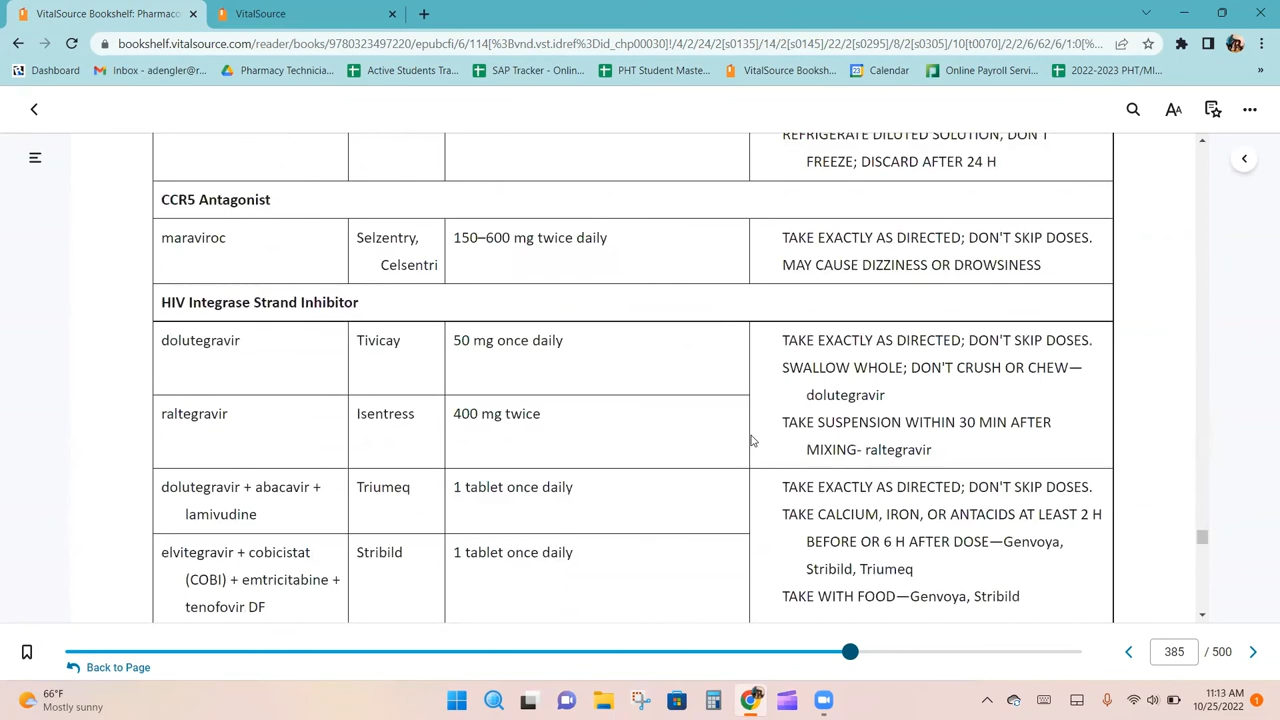 VitalSource Bookshelf: Pharmaco
VitalSource
bookshelf.vitalsource.com/reader/books/9780323497220/epubcfi/6/114[%3Bvnd.vst.idref%3Did_chp00030]!/4/2/24/2[s0135]/14/2[s0145]/22/2[s0295]/8/2[s0305]/10[t0070]/2/2/6/62/6/1:0[%...
Dashboard
Inbox - adengler@r...
Pharmacy Technicia...
Active Students Tra...
SAP Tracker - Onlin...
PHT Student Maste...
VitalSource Booksh...
Calendar
Online Payroll Servi...
2022-2023 PHT/MI...
»
AA
REFRIGERATE DILUTED SOLUTION, DON'T
FREEZE; DISCARD AFTER 24 H
CCR5 Antagonist
maraviroc
Selzentry,
Celsentri
150–600 mg twice daily
TAKE EXACTLY AS DIRECTED; DON'T SKIP DOSES.
MAY CAUSE DIZZINESS OR DROWSINESS
HIV Integrase Strand Inhibitor
dolutegravir
Tivicay
50 mg once daily
TAKE EXACTLY AS DIRECTED; DON'T SKIP DOSES.
SWALLOW WHOLE; DON'T CRUSH OR CHEW—
dolutegravir
raltegravir
Isentress
400 mg twice
TAKE SUSPENSION WITHIN 30 MIN AFTER
MIXING- raltegravir
dolutegravir + abacavir +
lamivudine
Triumeq
1 tablet once daily
TAKE EXACTLY AS DIRECTED; DON'T SKIP DOSES.
TAKE CALCIUM, IRON, OR ANTACIDS AT LEAST 2 H
BEFORE OR 6 H AFTER DOSE—Genvoya,
Stribild, Triumeq
TAKE WITH FOOD—Genvoya, Stribild
elvitegravir + cobicistat
(COBI) + emtricitabine +
tenofovir DF
Stribild
1 tablet once daily
Back to Page
385 / 500
66°F
Mostly sunny
11:13 AM
10/25/2022
1